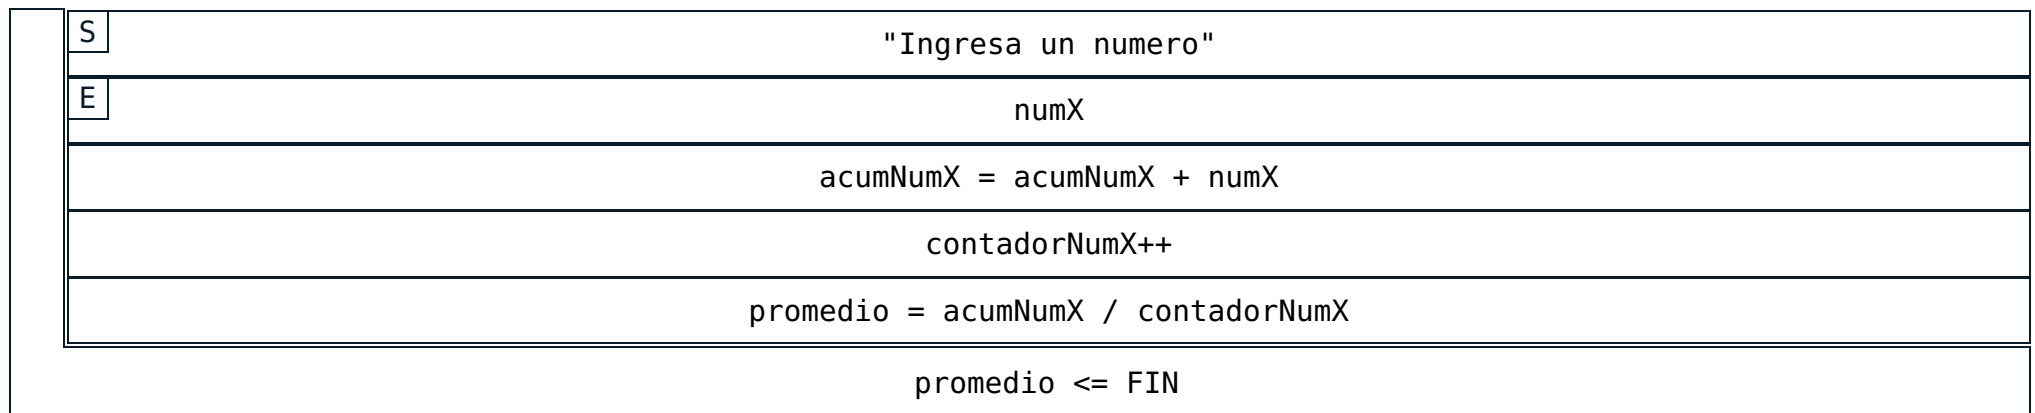 S
"Ingresa un numero"
E
numX
acumNumX = acumNumX + numX
contadorNumX++
promedio = acumNumX / contadorNumX
promedio <= FIN